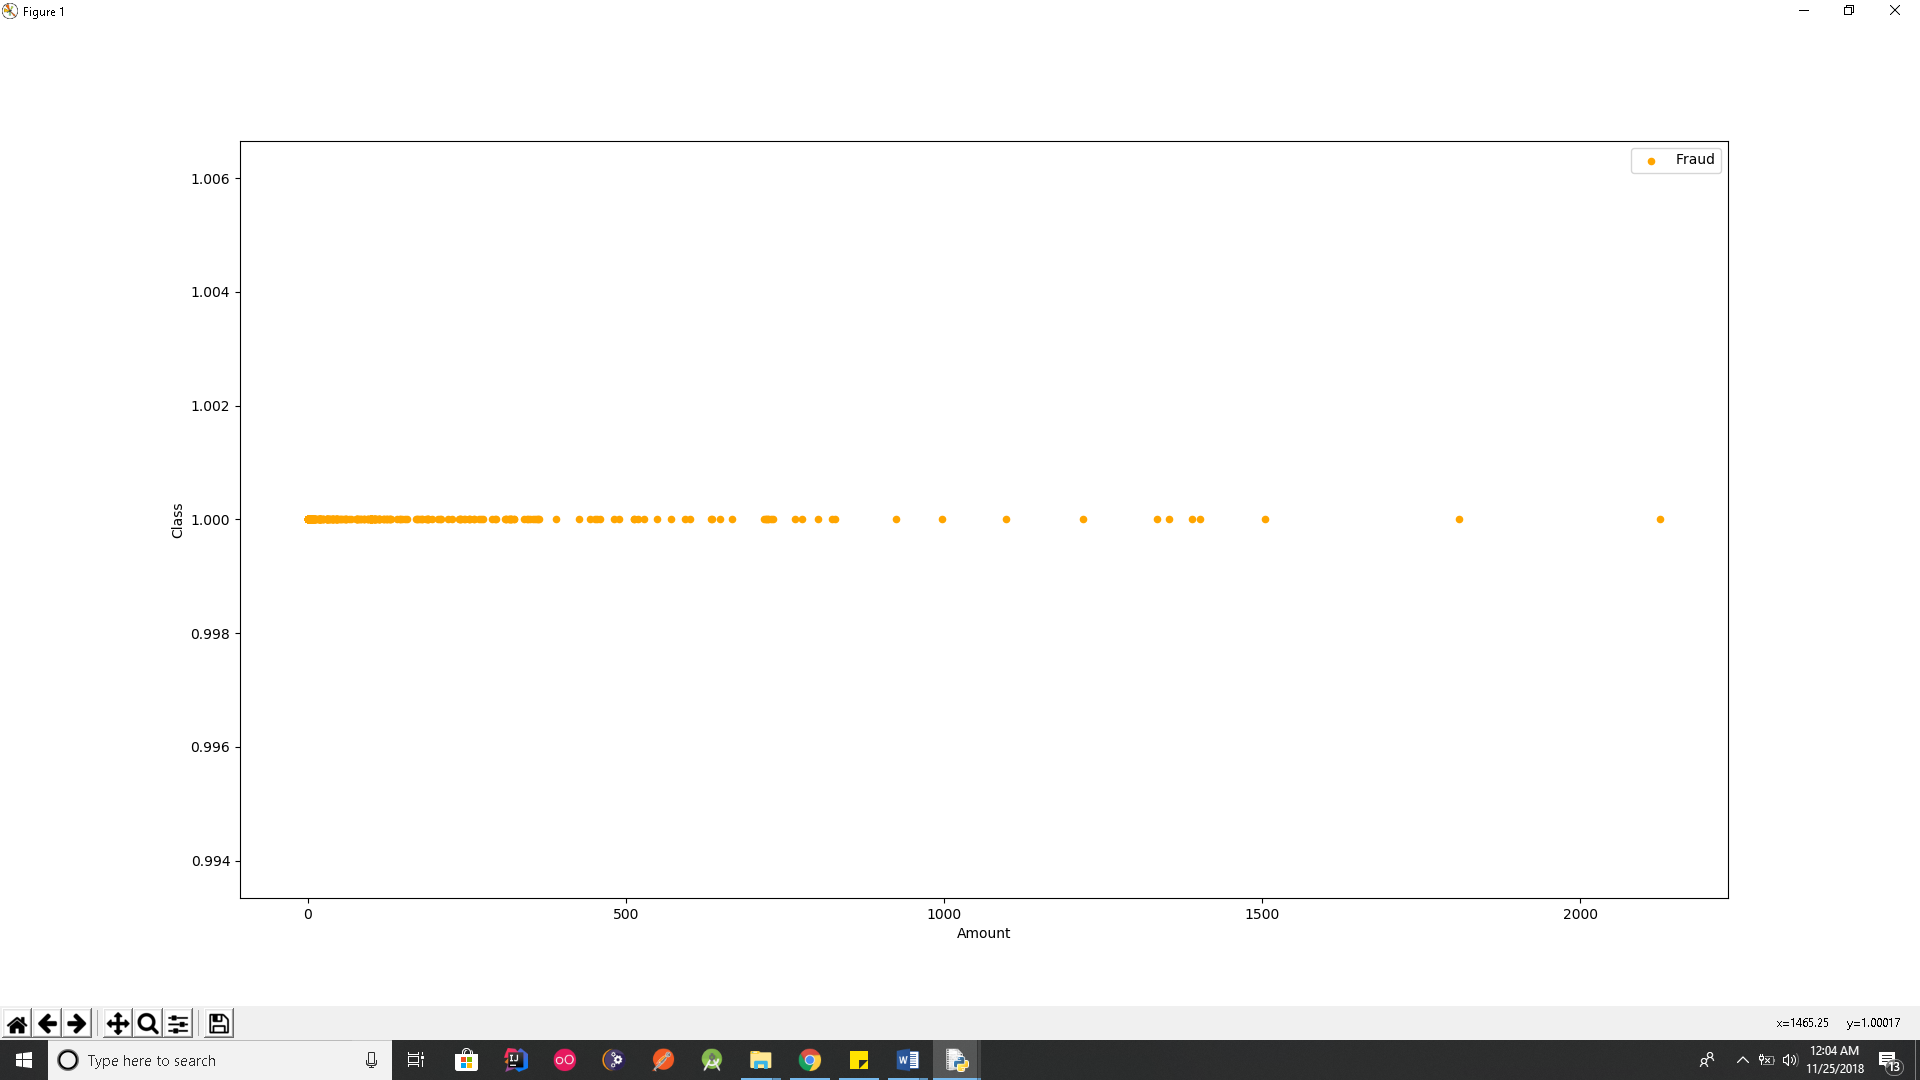 Figure 1
Fraud
1.006
1.004
1.002
1.000
0.998
0.996
0.994
Class
0 500 1000 1500 2000
Amount
x=1465.25 y=1.00017
Type here to search
12:04 AM
11/25/2018
13